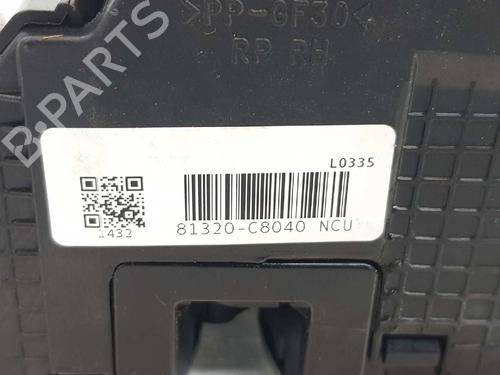 >PP-GF30<
RP RH
L0335
1432
81320-C8040 NCU
B-PARTS